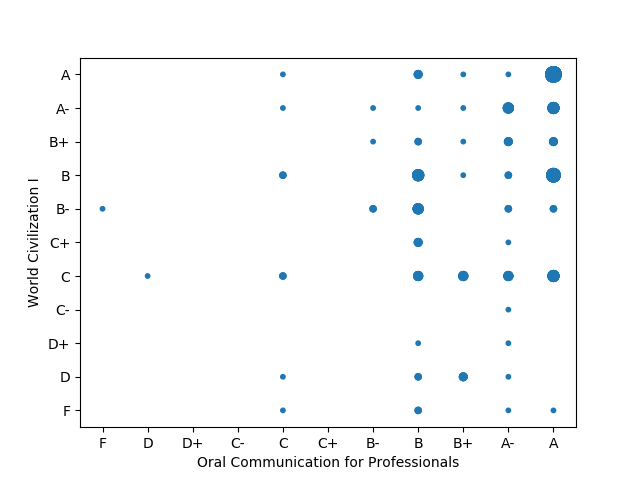 A
A-
B+
B
B-
C+
C
C-
D+
D
F
World Civilization I
F D D+ C- C C+ B- B B+ A- A
Oral Communication for Professionals